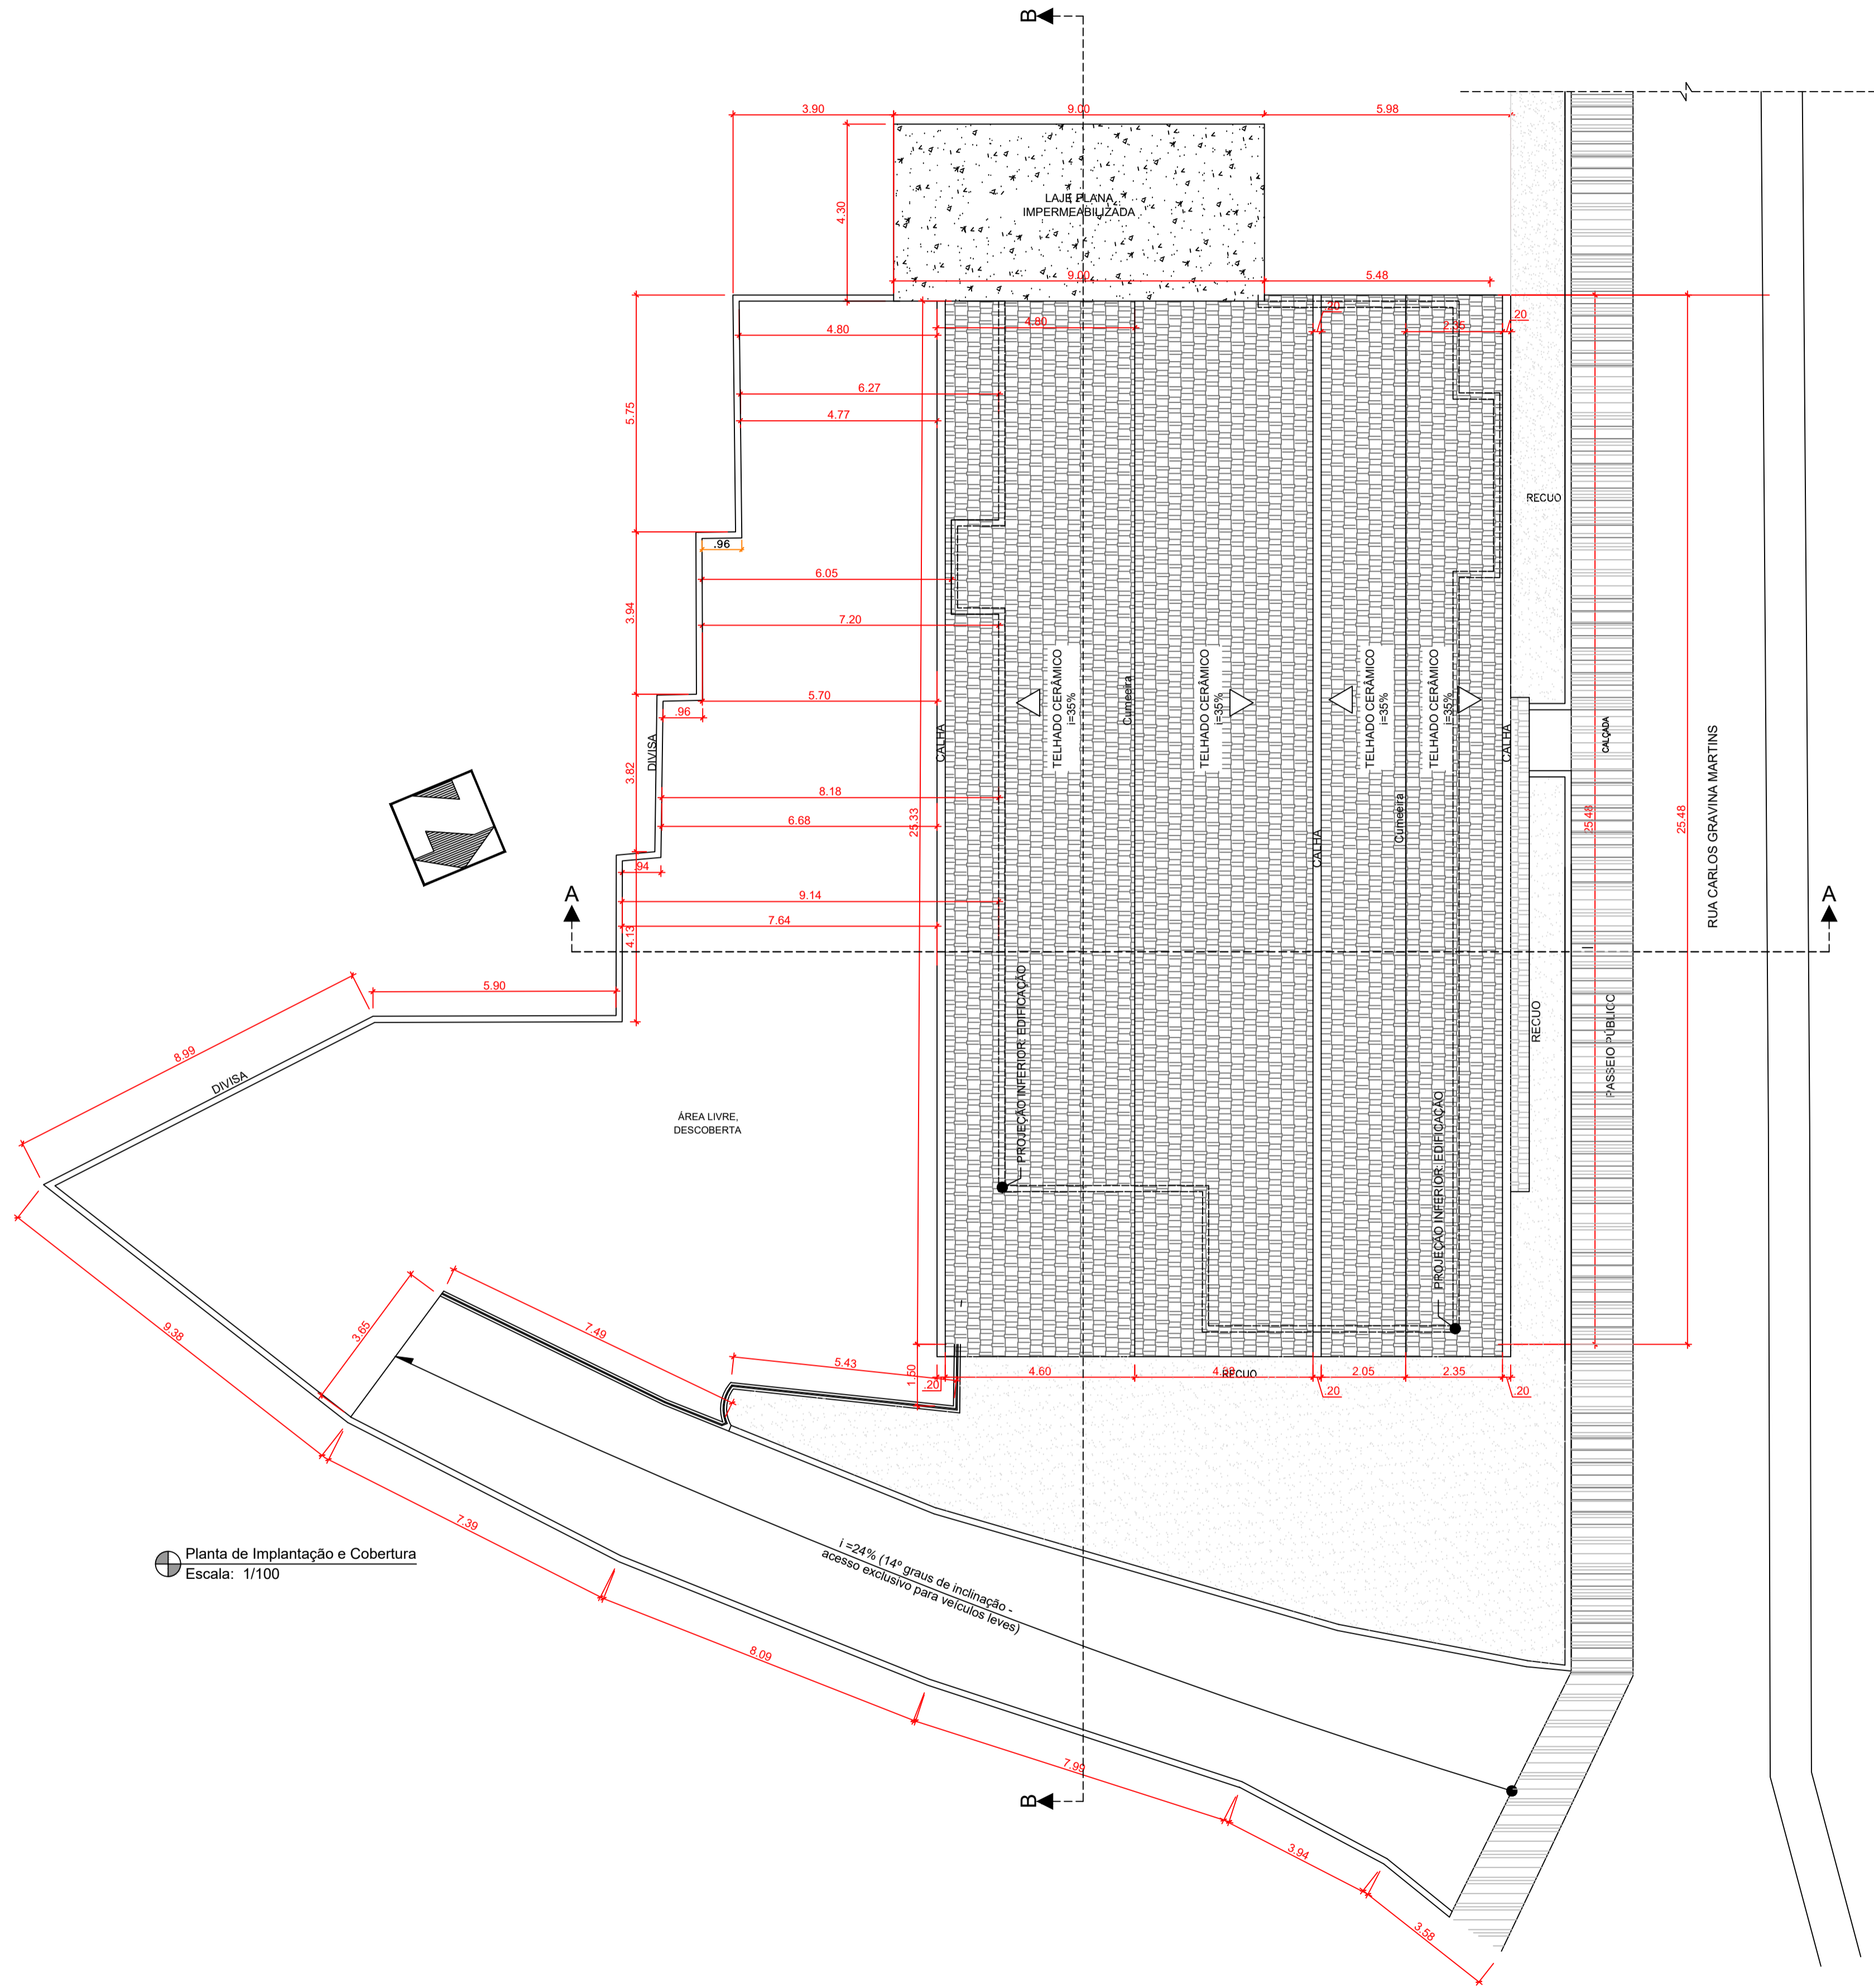 B
3.90
9.00
5.98
4.30
LAJE PLANA
IMPERMEABILIZADA
9.00
5.48
.20
.20
4.80
4.80
2.35
6.27
4.77
5.75
RECUO
.96
6.05
3.94
7.20
TELHADO CERÂMICO
i=35%
Cumeeira
TELHADO CERÂMICO
i=35%
TELHADO CERÂMICO
i=35%
TELHADO CERÂMICO
i=35%
5.70
.96
DIVISA
CALHA
CALHA
CALÇADA
3.82
8.18
6.68
25.33
Cumeeira
CALHA
25.48
25.48
RUA CARLOS GRAVINA MARTINS
.94
A
A
9.14
7.64
4.13
5.90
PROJEÇÃO INFERIOR: EDIFICAÇÃO
RECUO
PASSEIO PÚBLICO
8.99
DIVISA
ÁREA LIVRE,
DESCOBERTA
PROJEÇÃO INFERIOR: EDIFICAÇÃO
9.38
3.65
7.49
5.43
1.50
.20
4.60
RECUO
.20
2.05
2.35
.20
7.39
Planta de Implantação e Cobertura
Escala: 1/100
i =24% (14º graus de inclinação -
acesso exclusivo para veículos leves)
8.09
7.99
B
3.94
3.58